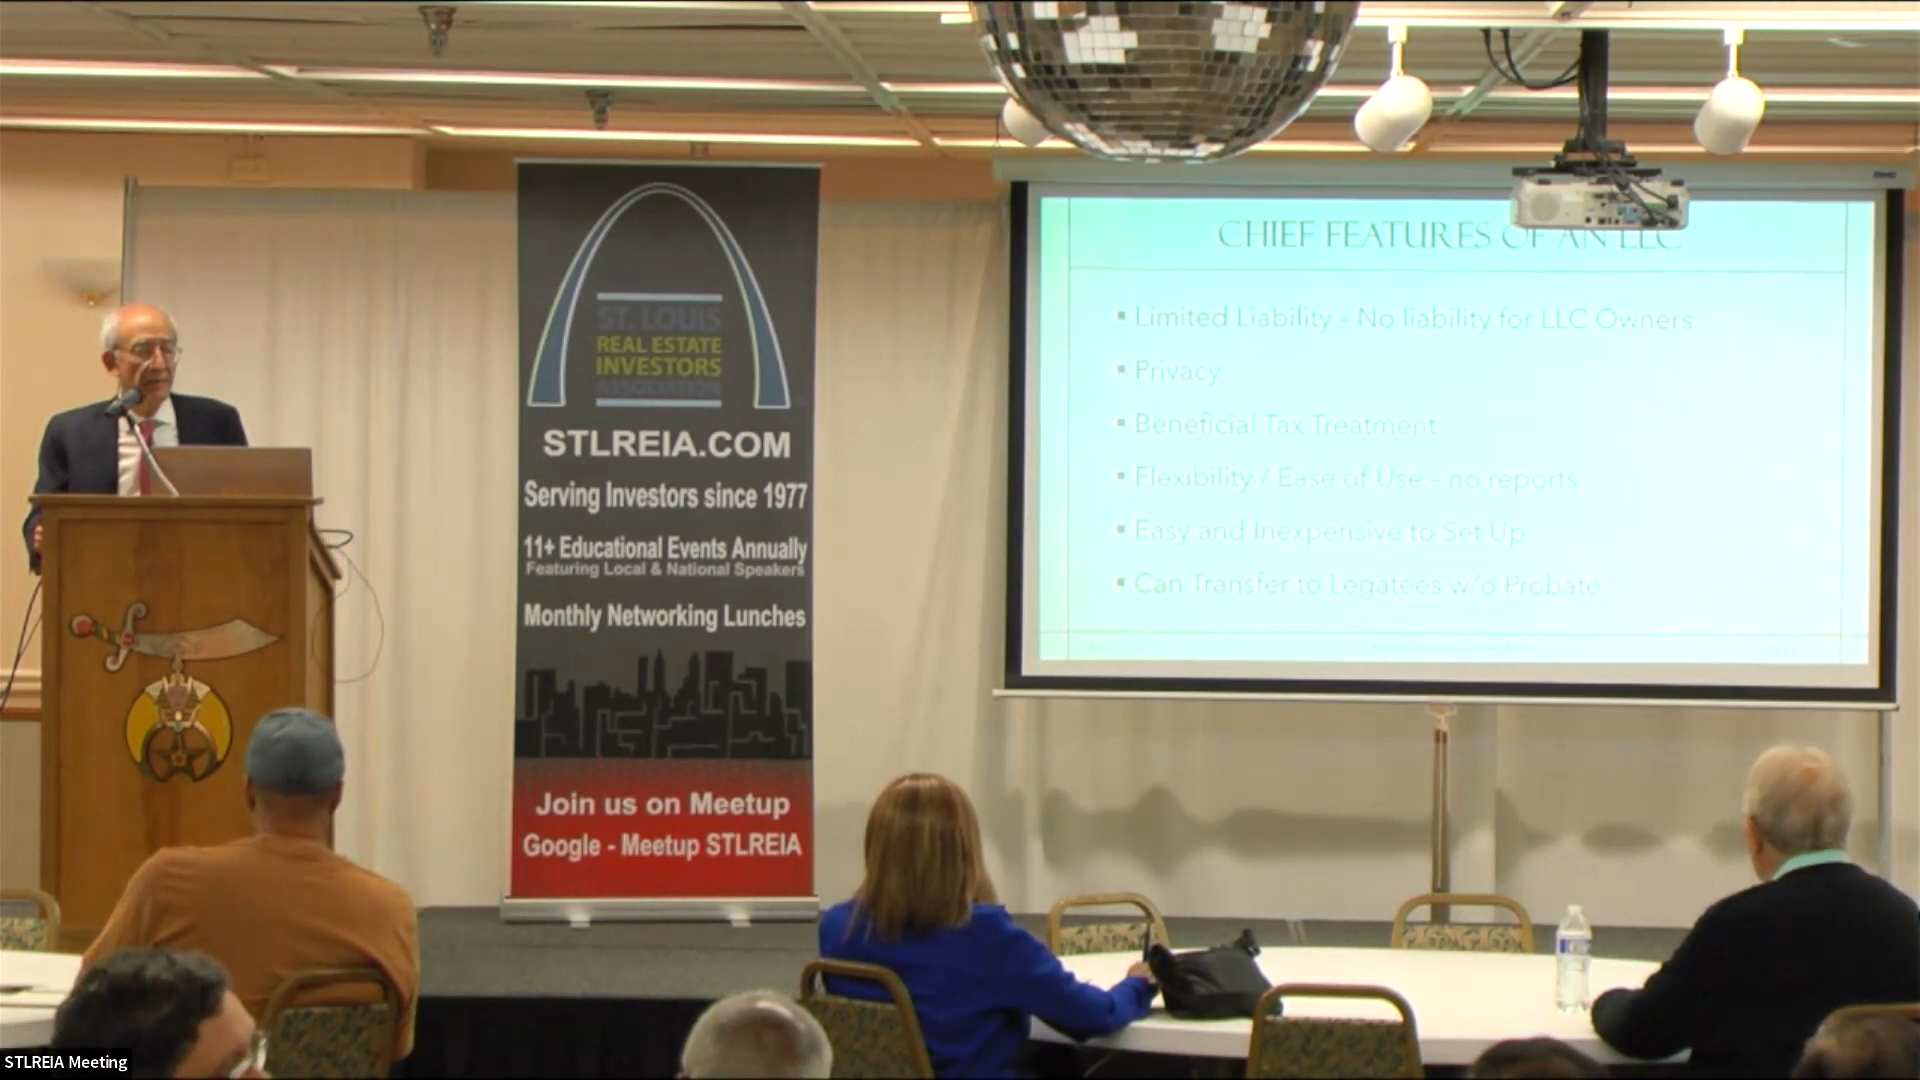 ST. LOUIS
REAL ESTATE
INVESTORS
ASSOCIATION
STLREIA.COM
Serving Investors since 1977
11+ Educational Events Annually
Featuring Local & National Speakers
Monthly Networking Lunches
Join us on Meetup
Google - Meetup STLREIA
CHIEF FEATURES OF AN LLC
▪ Limited Liability - No liability for LLC Owners
▪ Privacy
▪ Beneficial Tax Treatment
▪ Flexibility / Ease of Use – no reports
▪ Easy and Inexpensive to Set Up
▪ Can Transfer to Legatees w/o Probate
STLREIA Meeting